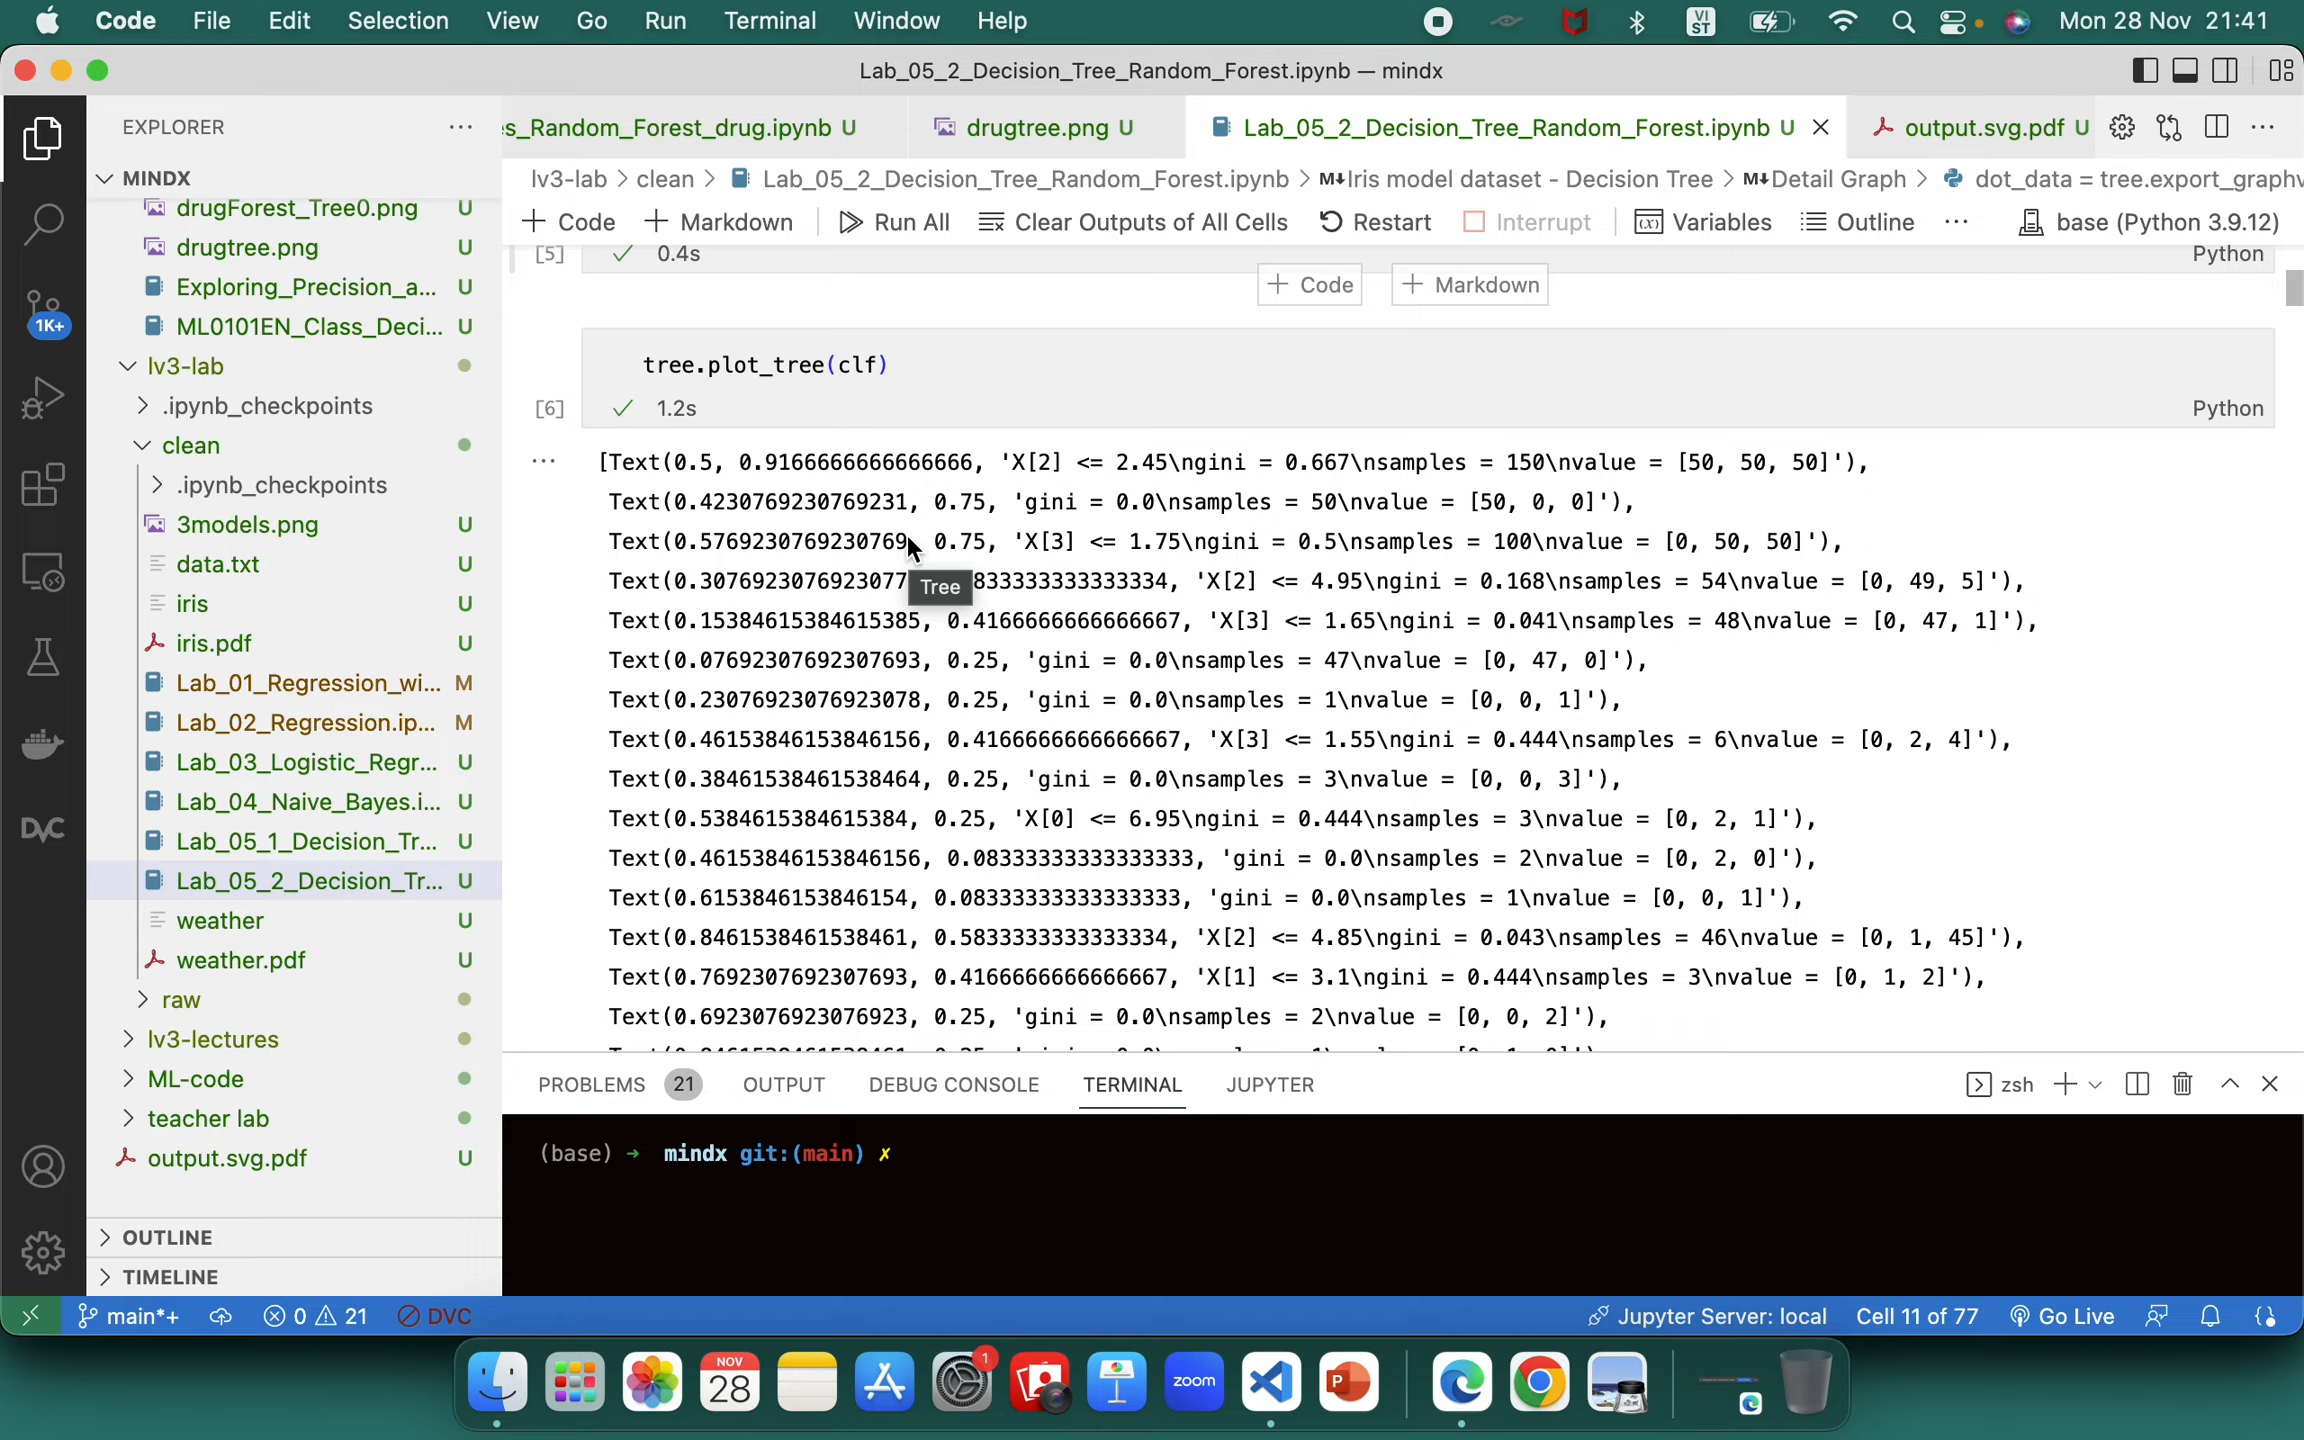 Code File Edit Selection View Go Run Terminal Window Help VI ST Mon 28 Nov 21:41
Lab_05_2_Decision_Tree_Random_Forest.ipynb — mindx
EXPLORER
MINDX
drugForest_Tree0.png U
drugtree.png U
Exploring_Precision_a... U
ML0101EN_Class_Deci... U
lv3-lab
.ipynb_checkpoints
clean
.ipynb_checkpoints
3models.png U
data.txt U
iris U
iris.pdf U
Lab_01_Regression_wi... M
Lab_02_Regression.ip... M
Lab_03_Logistic_Regr... U
Lab_04_Naive_Bayes.i... U
Lab_05_1_Decision_Tr... U
Lab_05_2_Decision_Tr... U
weather U
weather.pdf U
raw
lv3-lectures
ML-code
teacher lab
output.svg.pdf U
OUTLINE
TIMELINE
1K+
DVC
es_Random_Forest_drug.ipynb U drugtree.png U Lab_05_2_Decision_Tree_Random_Forest.ipynb U output.svg.pdf U
lv3-lab > clean > Lab_05_2_Decision_Tree_Random_Forest.ipynb > M↓Iris model dataset - Decision Tree > M↓Detail Graph > dot_data = tree.export_graphv
+ Code + Markdown Run All Clear Outputs of All Cells Restart Interrupt Variables Outline ... base (Python 3.9.12)
[5] ✓ 0.4s Python
+ Code + Markdown
tree.plot_tree(clf)
[6] ✓ 1.2s Python
... [Text(0.5, 0.9166666666666666, 'X[2] <= 2.45\ngini = 0.667\nsamples = 150\nvalue = [50, 50, 50]'),
Text(0.4230769230769231, 0.75, 'gini = 0.0\nsamples = 50\nvalue = [50, 0, 0]'),
Text(0.5769230769230769, 0.75, 'X[3] <= 1.75\ngini = 0.5\nsamples = 100\nvalue = [0, 50, 50]'),
Text(0.3076923076923077 833333333333334, 'X[2] <= 4.95\ngini = 0.168\nsamples = 54\nvalue = [0, 49, 5]'),
Tree
Text(0.15384615384615385, 0.4166666666666667, 'X[3] <= 1.65\ngini = 0.041\nsamples = 48\nvalue = [0, 47, 1]'),
Text(0.07692307692307693, 0.25, 'gini = 0.0\nsamples = 47\nvalue = [0, 47, 0]'),
Text(0.23076923076923078, 0.25, 'gini = 0.0\nsamples = 1\nvalue = [0, 0, 1]'),
Text(0.46153846153846156, 0.4166666666666667, 'X[3] <= 1.55\ngini = 0.444\nsamples = 6\nvalue = [0, 2, 4]'),
Text(0.38461538461538464, 0.25, 'gini = 0.0\nsamples = 3\nvalue = [0, 0, 3]'),
Text(0.5384615384615384, 0.25, 'X[0] <= 6.95\ngini = 0.444\nsamples = 3\nvalue = [0, 2, 1]'),
Text(0.46153846153846156, 0.08333333333333333, 'gini = 0.0\nsamples = 2\nvalue = [0, 2, 0]'),
Text(0.6153846153846154, 0.08333333333333333, 'gini = 0.0\nsamples = 1\nvalue = [0, 0, 1]'),
Text(0.8461538461538461, 0.5833333333333334, 'X[2] <= 4.85\ngini = 0.043\nsamples = 46\nvalue = [0, 1, 45]'),
Text(0.7692307692307693, 0.4166666666666667, 'X[1] <= 3.1\ngini = 0.444\nsamples = 3\nvalue = [0, 1, 2]'),
Text(0.6923076923076923, 0.25, 'gini = 0.0\nsamples = 2\nvalue = [0, 0, 2]'),
PROBLEMS 21 OUTPUT DEBUG CONSOLE TERMINAL JUPYTER zsh
(base) → mindx git:(main) ✗
main*+ 0 21 DVC Jupyter Server: local Cell 11 of 77 Go Live
NOV
28
1
zoom
P